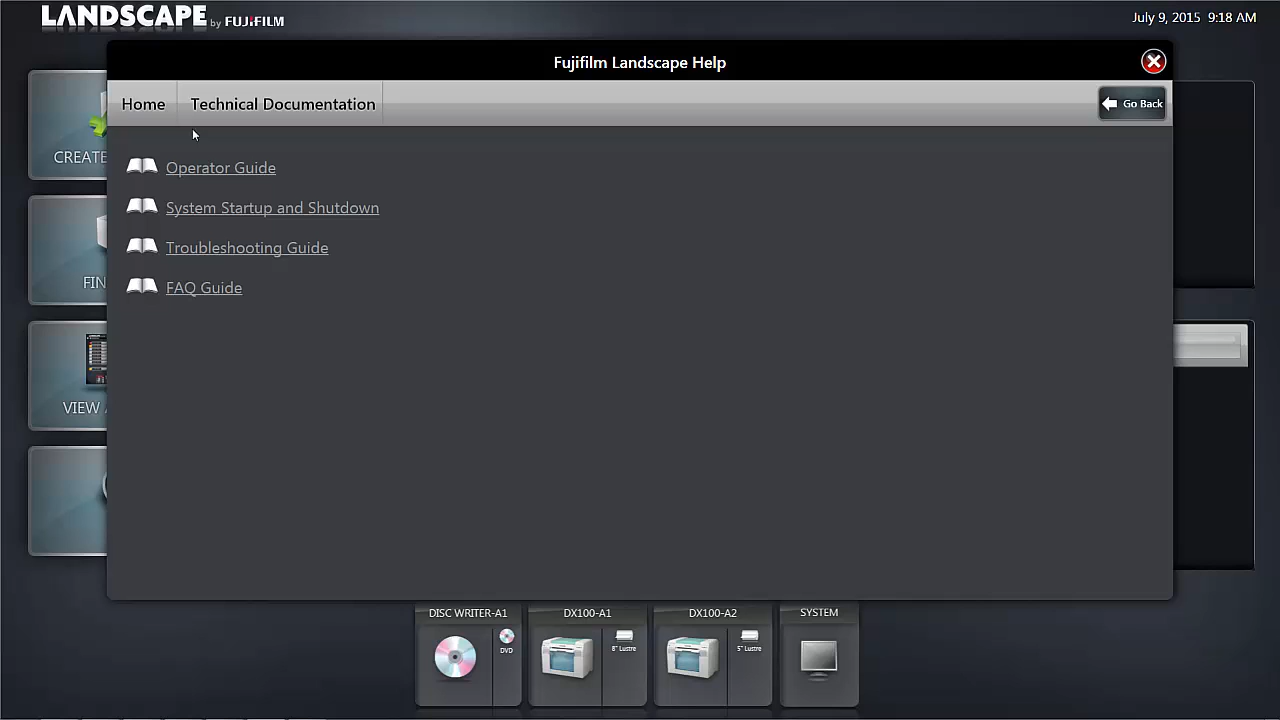 LANDSCAPE by FUJIFILM
July 9, 2015 9:18 AM
Fujifilm Landscape Help
Home
Technical Documentation
Go Back
CREATE
Operator Guide
System Startup and Shutdown
FIN
Troubleshooting Guide
FAQ Guide
VIEW
DISC WRITER-A1
DVD
DX100-A1
8" Lustre
DX100-A2
5" Lustre
SYSTEM